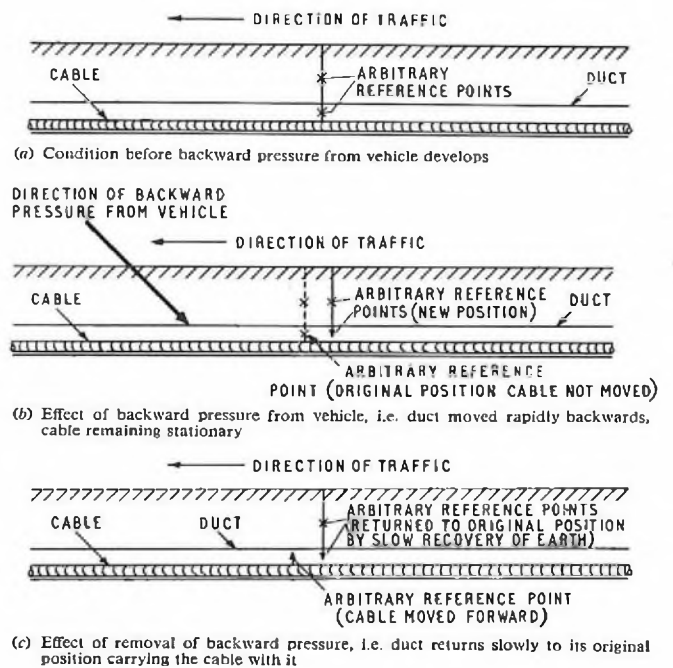 DIRECTION OF TRAFFIC
CABLE
ARBITRARY
REFERENCE POINTS
DUCT
(a) Condition before backward pressure from vehicle develops
DIRECTION OF BACKWARD
PRESSURE FROM VEHICLE
DIRECTION OF TRAFFIC
CABLE
ARBITRARY REFERENCE
POINTS (NEW POSITION)
DUCT
ARBITRARY REFERENCE
POINT (ORIGINAL POSITION CABLE NOT MOVED)
(b) Effect of backward pressure from vehicle, i.e. duct moved rapidly backwards,
cable remaining stationary
DIRECTION OF TRAFFIC
CABLE
DUCT
ARBITRARY REFERENCE POINTS
(RETURNED TO ORIGINAL POSITION
BY SLOW RECOVERY OF EARTH)
ARBITRARY REFERENCE POINT
(CABLE MOVED FORWARD)
(c) Effect of removal of backward pressure, i.e. duct returns slowly to its original
position carrying the cable with it